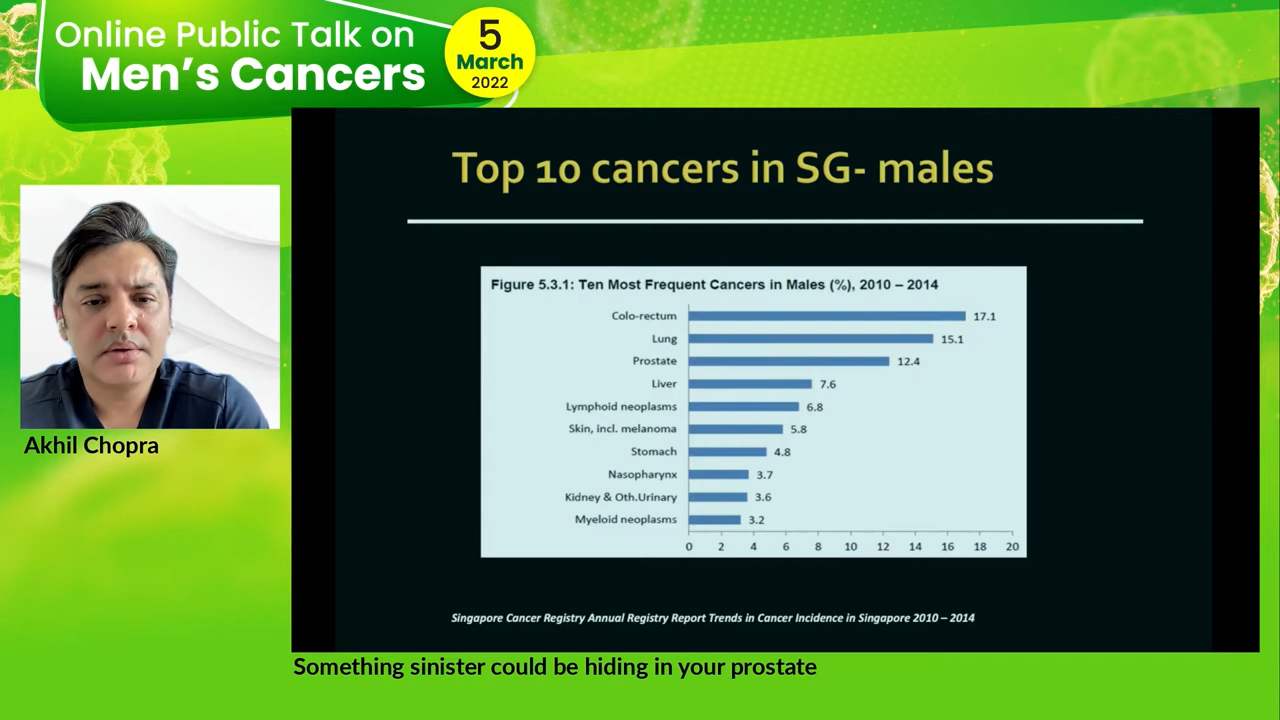 Online Public Talk on
Men's Cancers
5
March
2022
Top 10 cancers in SG- males
Figure 5.3.1: Ten Most Frequent Cancers in Males (%), 2010 – 2014
Colo-rectum 17.1
Lung 15.1
Prostate 12.4
Liver 7.6
Lymphoid neoplasms 6.8
Skin, incl. melanoma 5.8
Stomach 4.8
Nasopharynx 3.7
Kidney & Oth.Urinary 3.6
Myeloid neoplasms 3.2
0 2 4 6 8 10 12 14 16 18 20
Singapore Cancer Registry Annual Registry Report Trends in Cancer Incidence in Singapore 2010 – 2014
Akhil Chopra
Something sinister could be hiding in your prostate